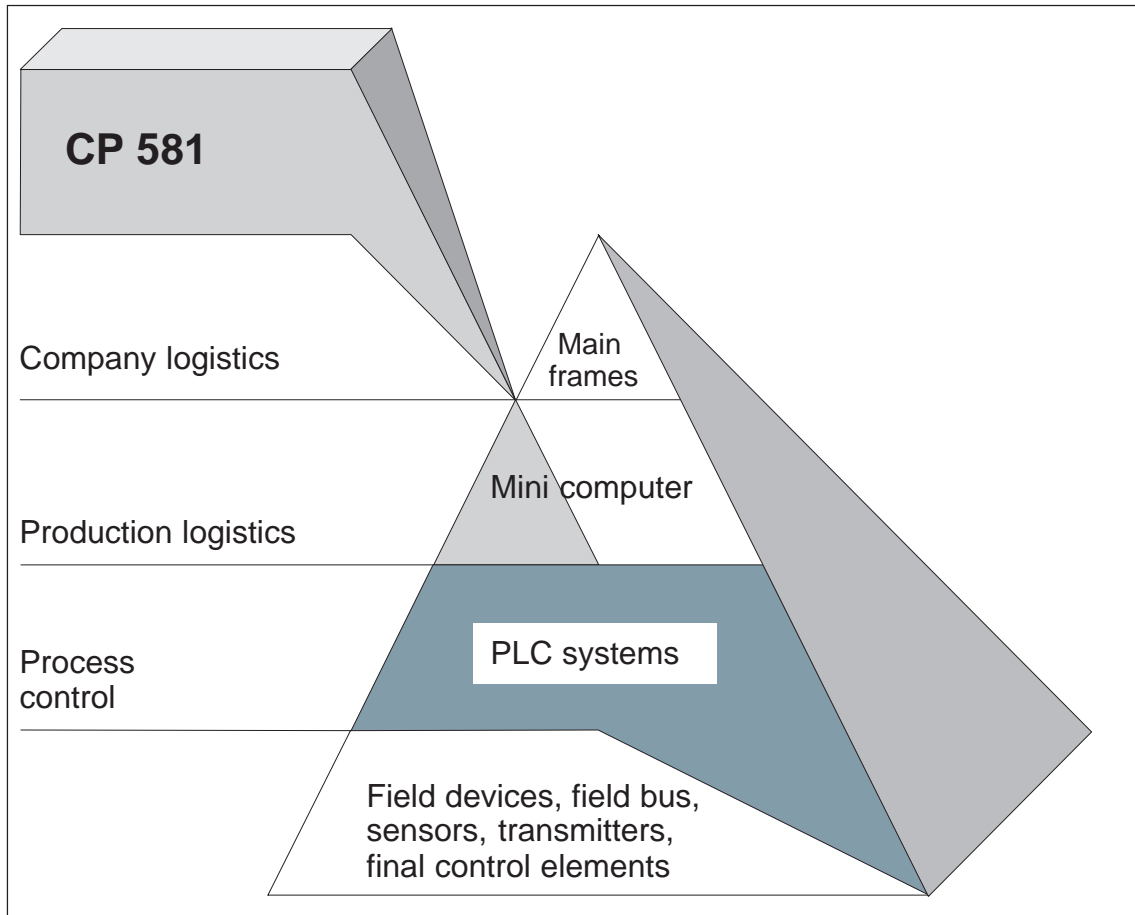 CP 581
Company logistics
Main
frames
Mini computer
Production logistics
PLC systems
Process
control
Field devices, field bus,
sensors, transmitters,
final control elements